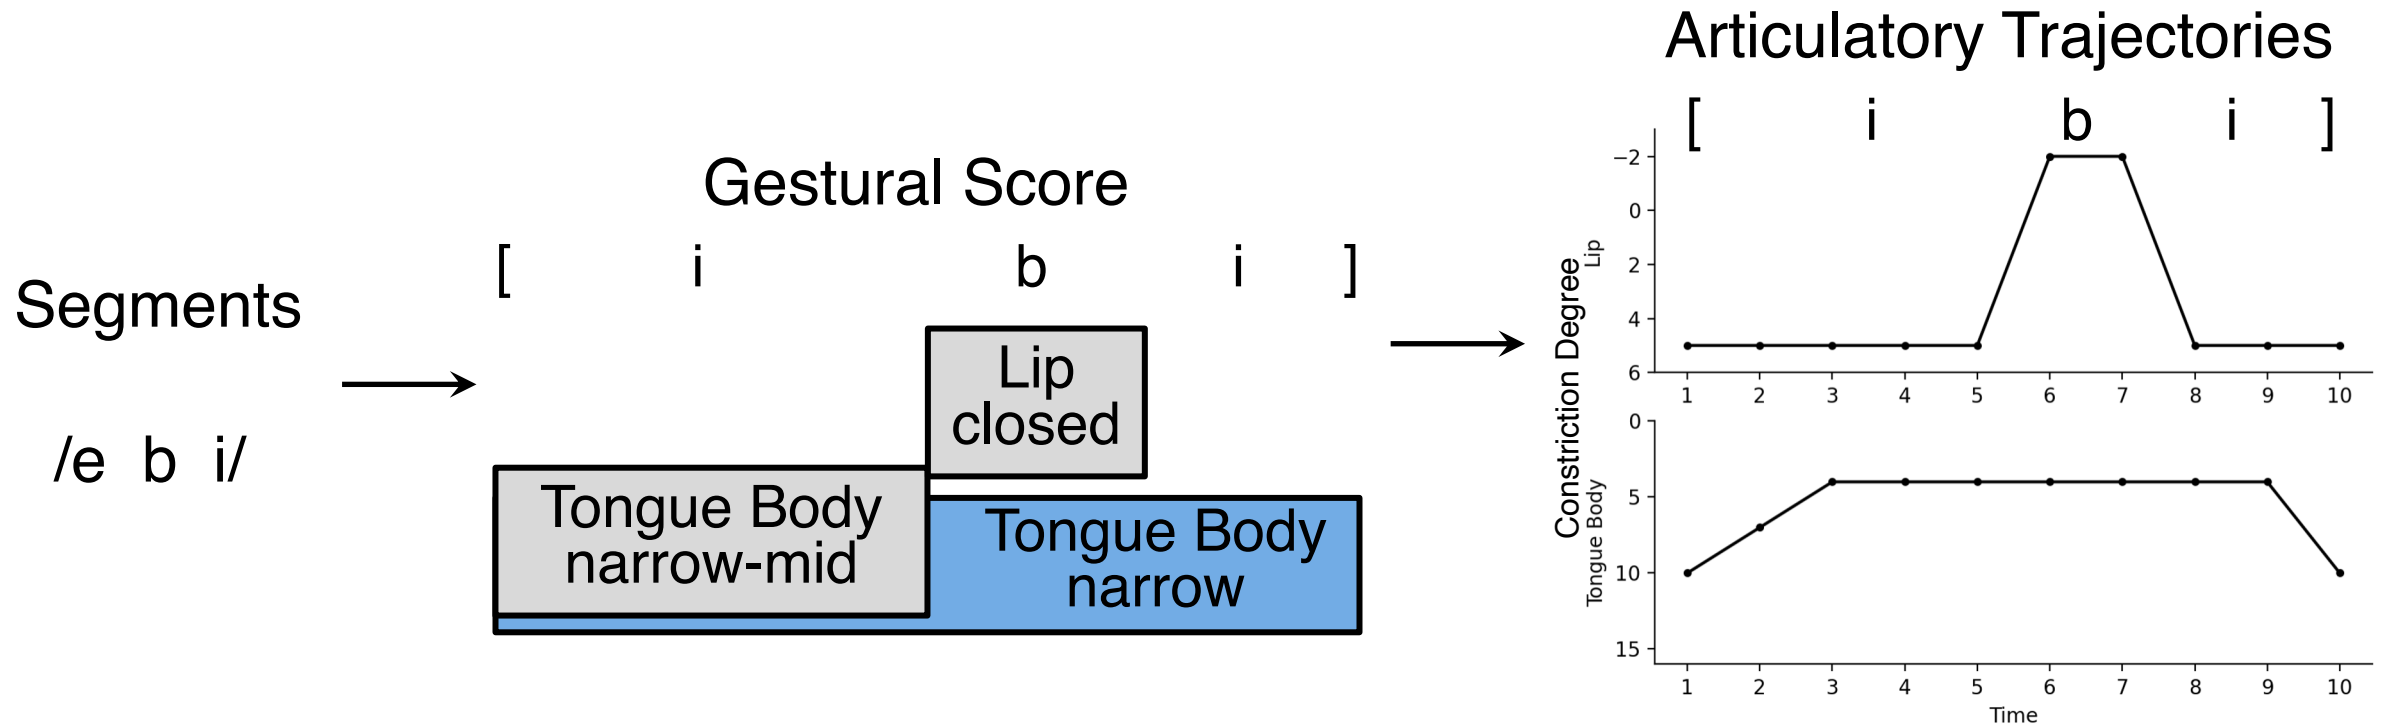 Segments
/e b i/
Gestural Score
[ i b i ]
Lip
closed
Tongue Body
narrow-mid
Tongue Body
narrow
Articulatory Trajectories
[ i b i ]
Constriction Degree
Lip
−2
0
2
4
6
1 2 3 4 5 6 7 8 9 10
Tongue Body
0
5
10
15
1 2 3 4 5 6 7 8 9 10
Time